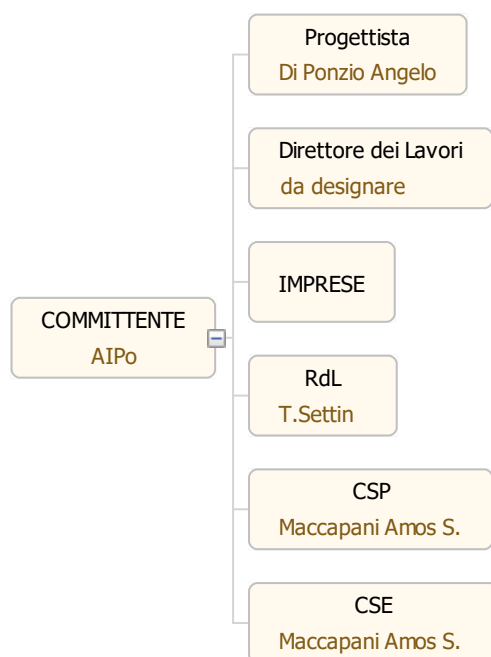 Progettista
Di Ponzio Angelo
Direttore dei Lavori
da designare
IMPRESE
COMMITTENTE
AIPo
RdL
T.Settin
CSP
Maccapani Amos S.
CSE
Maccapani Amos S.